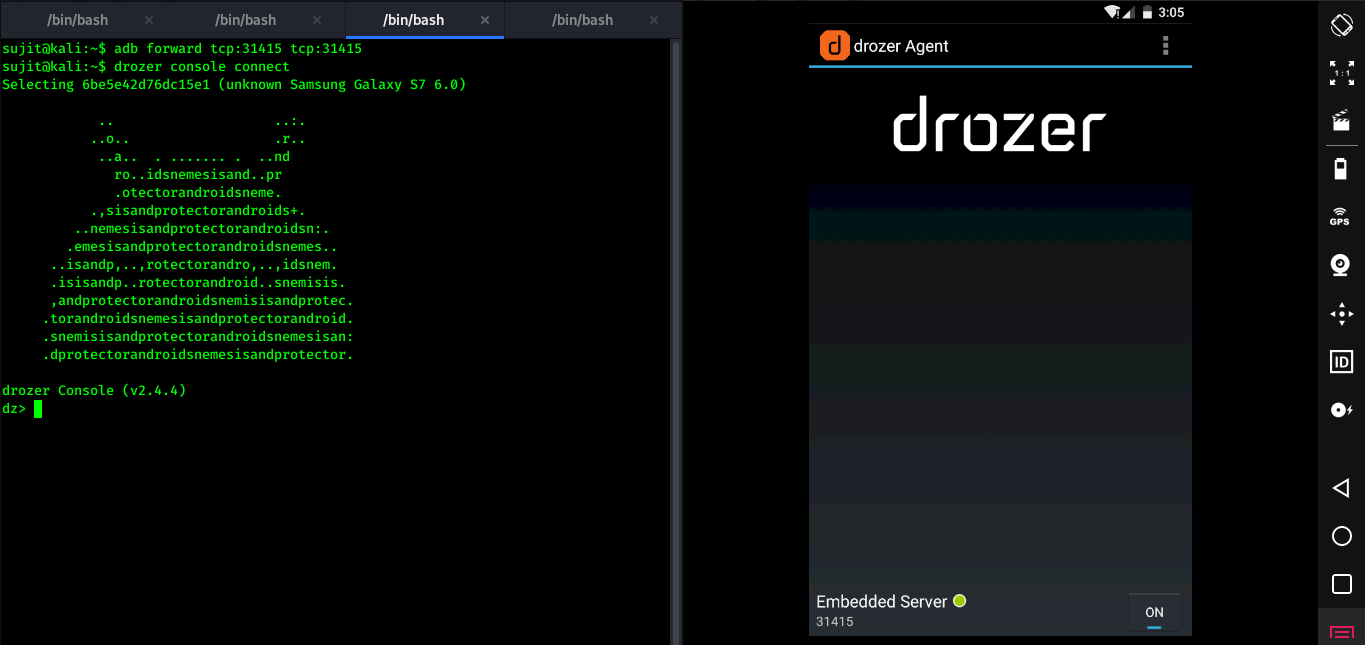 /bin/bash × /bin/bash × /bin/bash × /bin/bash ×
sujit@kali:~$ adb forward tcp:31415 tcp:31415
sujit@kali:~$ drozer console connect
Selecting 6be5e42d76dc15e1 (unknown Samsung Galaxy S7 6.0)
            ..                    ..:.
           ..o..                  .r..
            ..a..  . ....... .  ..nd
              ro..idsnemesisand..pr
              .otectorandroidsneme.
           .,sisandprotectorandroids+.
         ..nemesisandprotectorandroidsn:.
        .emesisandprotectorandroidsnemes..
      ..isandp,..,rotectorandro,..,idsnem.
      .isisandp..rotectorandroid..snemisis.
      ,andprotectorandroidsnemisisandprotec.
     .torandroidsnemesisandprotectorandroid.
     .snemisisandprotectorandroidsnemesisan:
     .dprotectorandroidsnemesisandprotector.
drozer Console (v2.4.4)
dz>
3:05
d drozer Agent
drozer
Embedded Server
31415
ON
1:1
GPS
ID